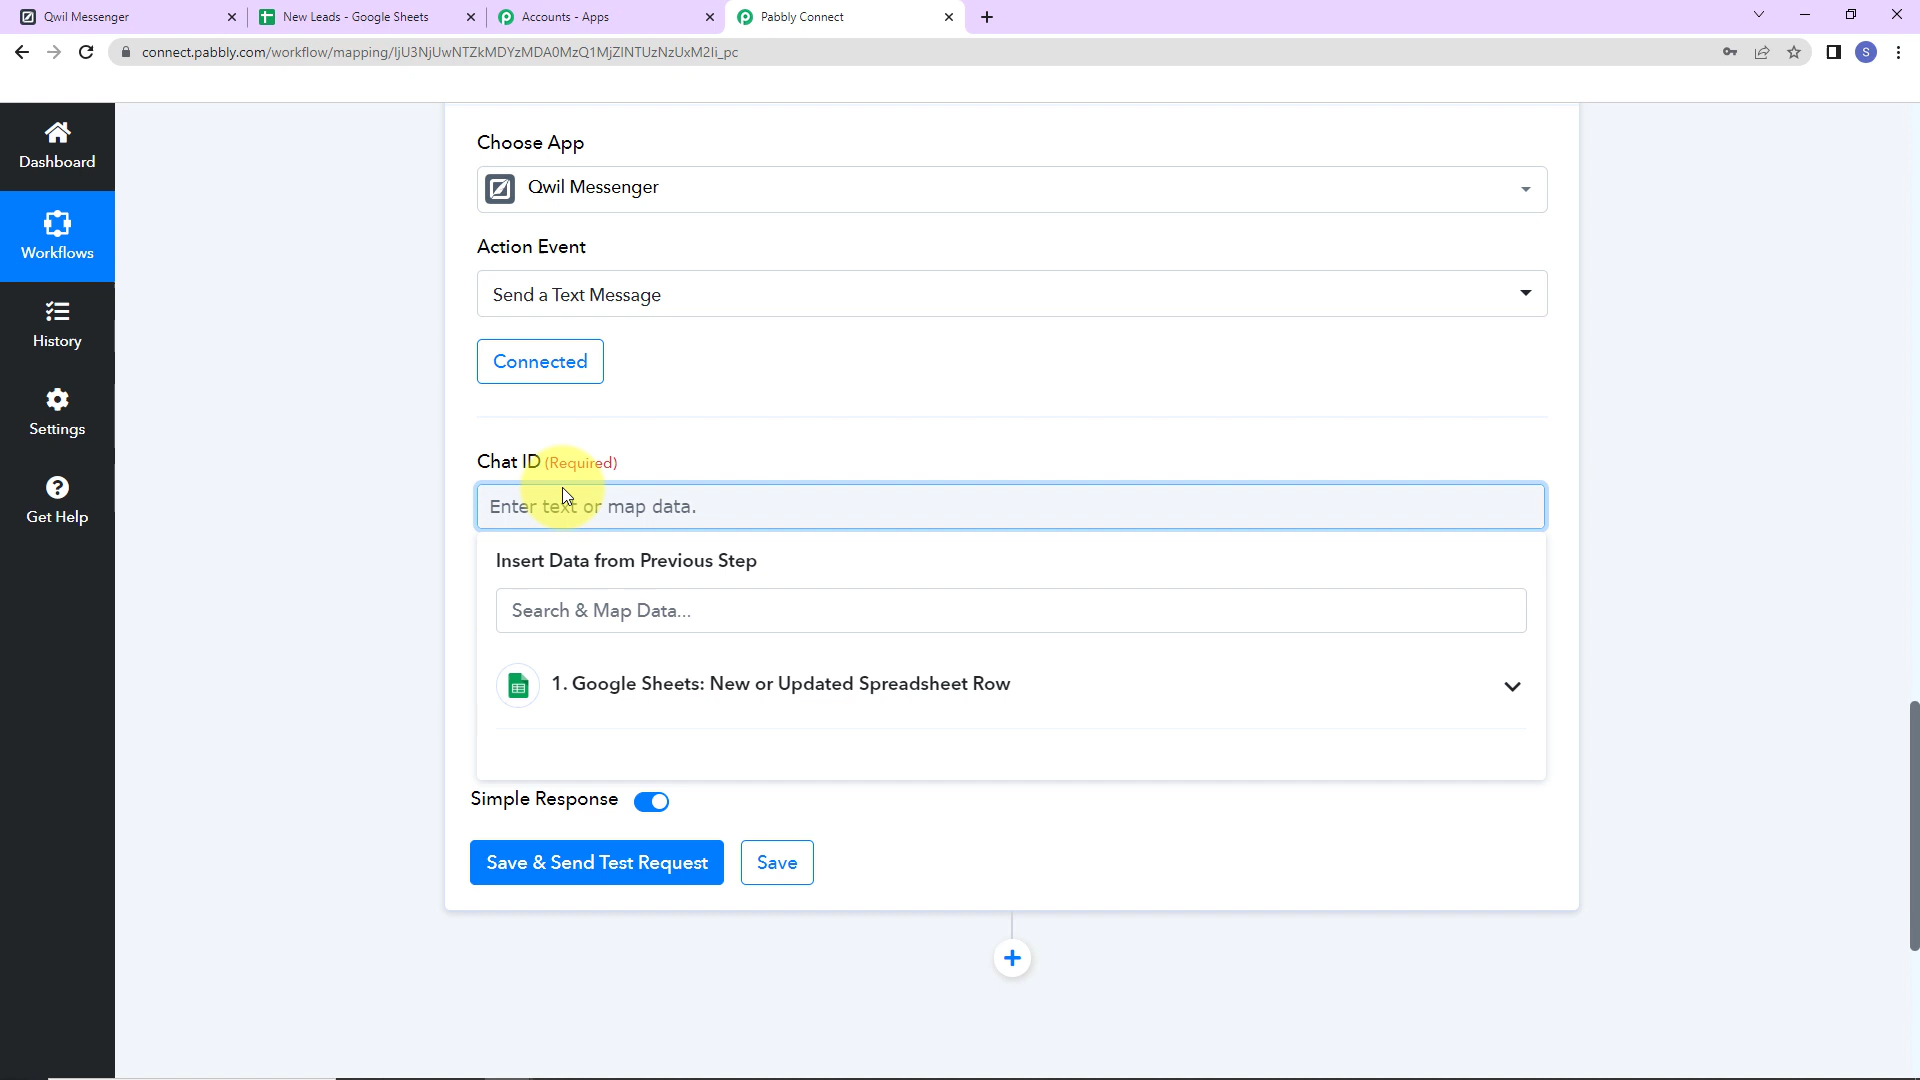 Qwil Messenger
New Leads - Google Sheets
Accounts - Apps
Pabbly Connect
connect.pabbly.com/workflow/mapping/IjU3NjUwNTZkMDYzMDA0MzQ1MjZlNTUzNzUxM2Ii_pc
S
Dashboard
Workflows
History
Settings
Get Help
Choose App
Qwil Messenger
Action Event
Send a Text Message
Connected
Chat ID (Required)
Enter text or map data.
Insert Data from Previous Step
Search & Map Data...
1. Google Sheets: New or Updated Spreadsheet Row
Simple Response
Save & Send Test Request
Save